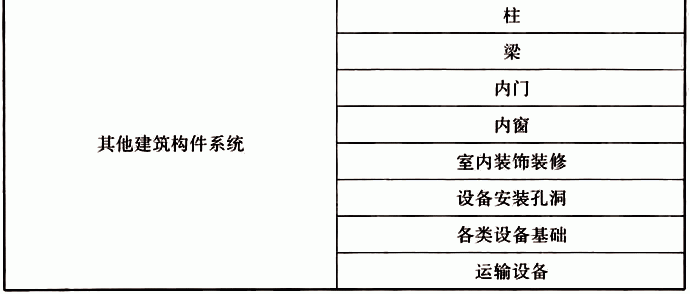 柱
梁
内门
内窗
其他建筑构件系统
室内装饰装修
设备安装孔洞
各类设备基础
运输设备